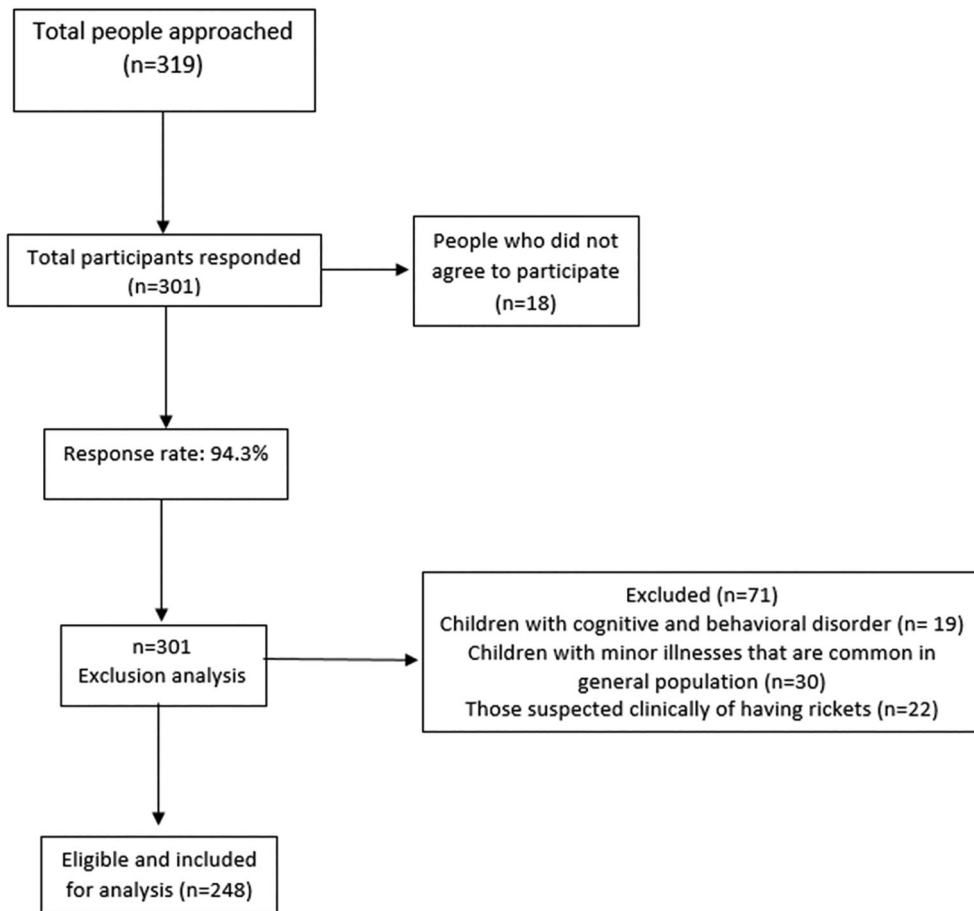 Total people approached
(n=319)
Total participants responded
(n=301)
People who did not
agree to participate
(n=18)
Response rate: 94.3%
n=301
Exclusion analysis
Excluded (n=71)
Children with cognitive and behavioral disorder (n= 19)
Children with minor illnesses that are common in
general population (n=30)
Those suspected clinically of having rickets (n=22)
Eligible and included
for analysis (n=248)